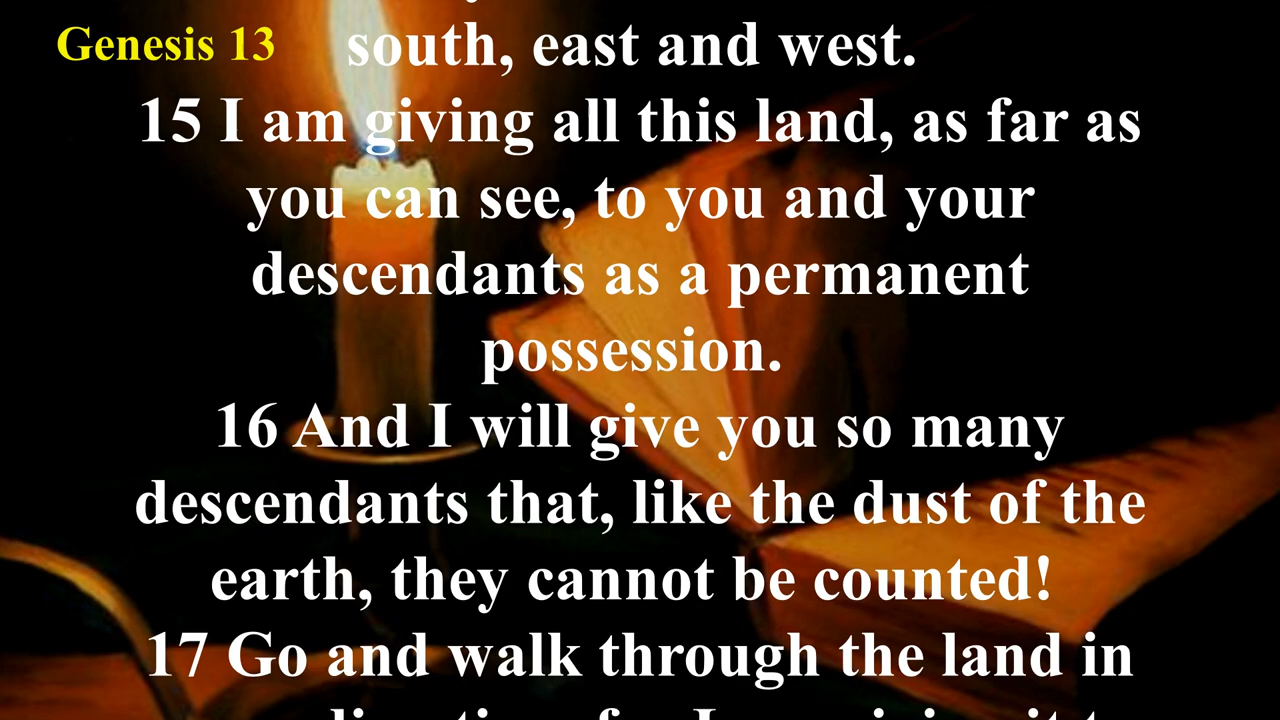 Genesis 13
south, east and west.
15 I am giving all this land, as far as
you can see, to you and your
descendants as a permanent
possession.
16 And I will give you so many
descendants that, like the dust of the
earth, they cannot be counted!
17 Go and walk through the land in